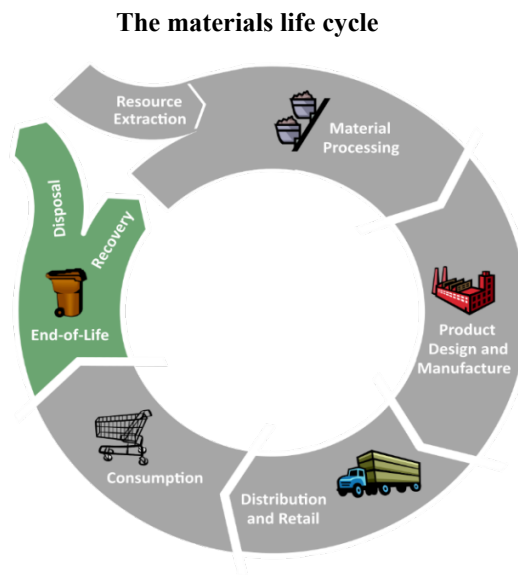 The materials life cycle
Resource
Extraction
Material
Processing
Product
Design and
Manufacture
Distribution
and Retail
Consumption
End-of-Life
Disposal
Recovery